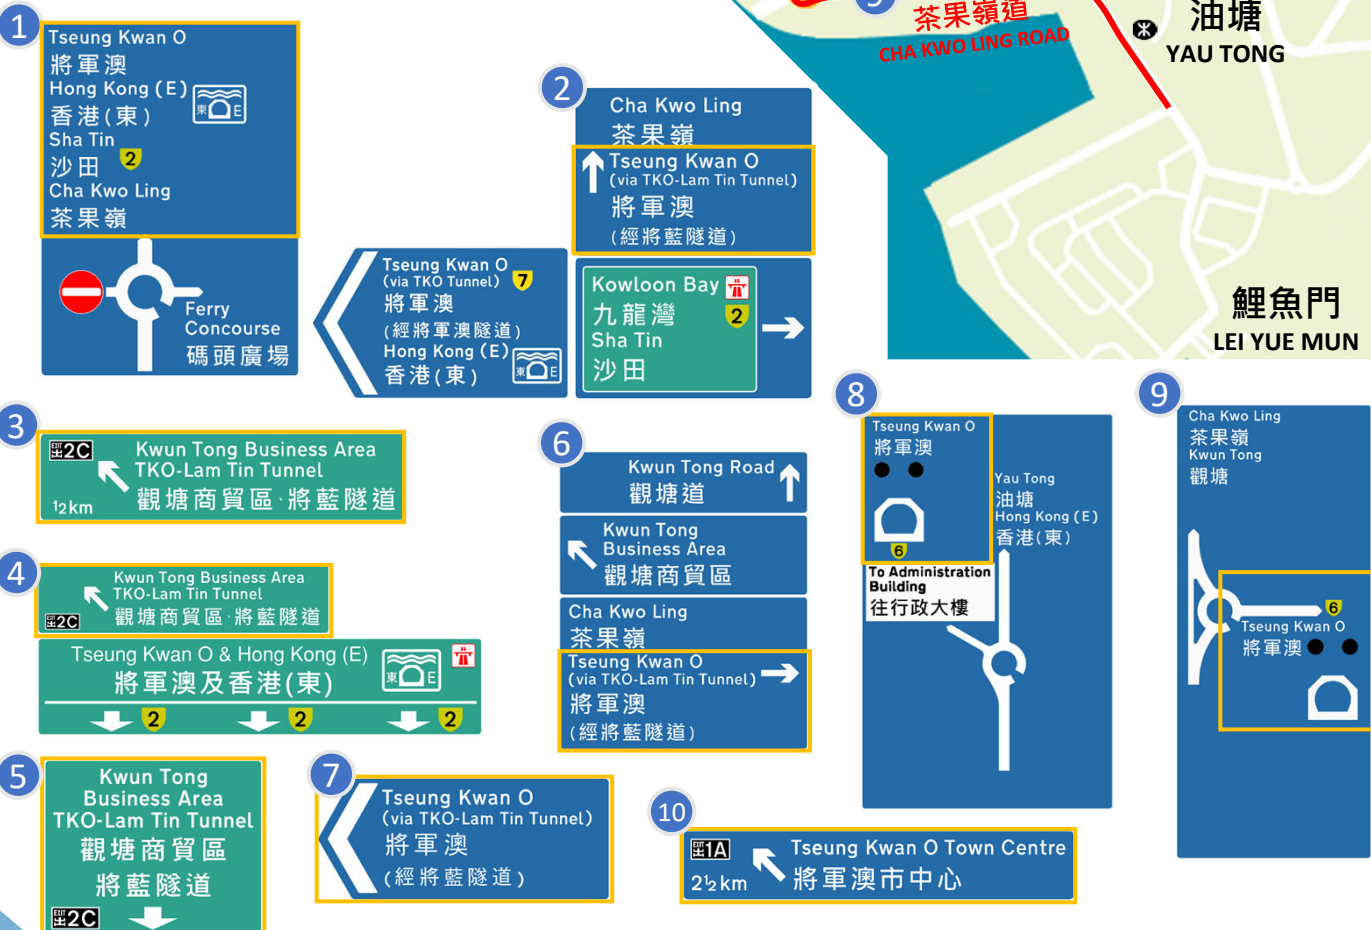 1
Tseung Kwan O
將軍澳
Hong Kong (E)
香港(東)
東 E
Sha Tin
沙田
2
Cha Kwo Ling
茶果嶺
Ferry
Concourse
碼頭廣場
Tseung Kwan O
(via TKO Tunnel)
7
將軍澳
(經將軍澳隧道)
Hong Kong (E)
香港(東)
東 E
2
Cha Kwo Ling
茶果嶺
Tseung Kwan O
(via TKO-Lam Tin Tunnel)
將軍澳
(經將藍隧道)
Kowloon Bay
九龍灣
2
Sha Tin
沙田
茶果嶺道
CHA KWO LING ROAD
油塘
YAU TONG
鯉魚門
LEI YUE MUN
3
EXIT 出 2C
Kwun Tong Business Area
TKO-Lam Tin Tunnel
觀塘商貿區·將藍隧道
½km
4
Kwun Tong Business Area
TKO-Lam Tin Tunnel
觀塘商貿區·將藍隧道
EXIT 出 2C
Tseung Kwan O & Hong Kong (E)
將軍澳及香港(東)
東 E
2 2 2
5
Kwun Tong
Business Area
TKO-Lam Tin Tunnel
觀塘商貿區
將藍隧道
EXIT 出 2C
6
Kwun Tong Road
觀塘道
Kwun Tong
Business Area
觀塘商貿區
Cha Kwo Ling
茶果嶺
Tseung Kwan O
(via TKO-Lam Tin Tunnel)
將軍澳
(經將藍隧道)
7
Tseung Kwan O
(via TKO-Lam Tin Tunnel)
將軍澳
(經將藍隧道)
8
Tseung Kwan O
將軍澳
6
To Administration
Building
往行政大樓
Yau Tong
油塘
Hong Kong (E)
香港(東)
9
Cha Kwo Ling
茶果嶺
Kwun Tong
觀塘
6
Tseung Kwan O
將軍澳
10
EXIT 出 1A
2½km
Tseung Kwan O Town Centre
將軍澳市中心